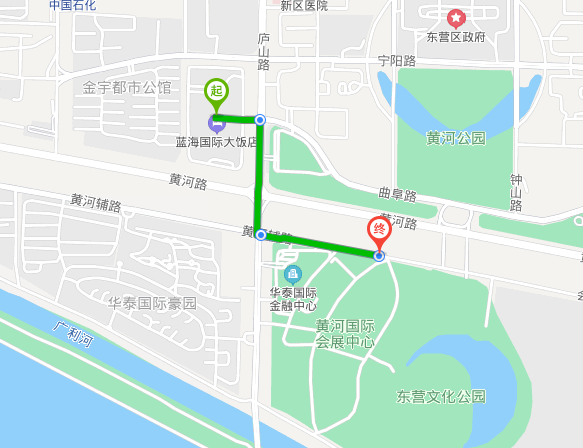 中国石化
新区医院
庐山路
东营区政府
宁阳路
金宇都市公馆
起
蓝海国际大饭店
黄河公园
黄河路
曲阜路
钟山路
黄河辅路
黄河路
终
华泰国际
金融中心
华泰国际豪园
黄河国际
会展中心
广利河
东营文化公园